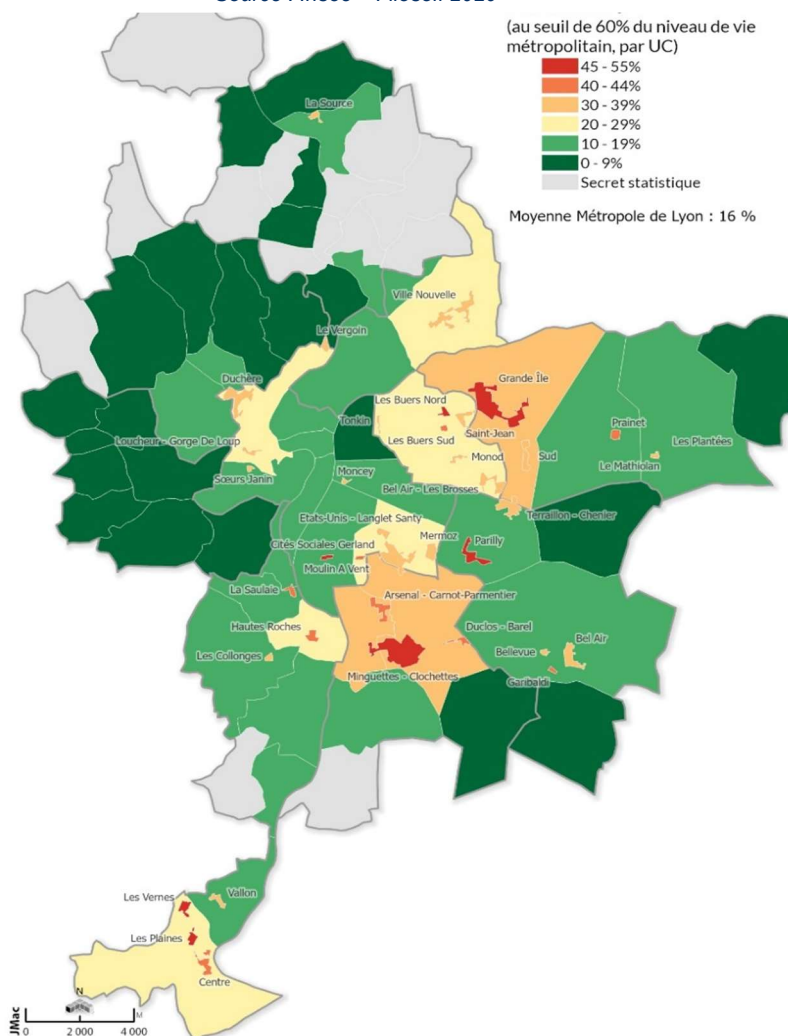 (au seuil de 60% du niveau de vie
métropolitain, par UC)
45 - 55%
40 - 44%
30 - 39%
20 - 29%
10 - 19%
0 - 9%
Secret statistique
Moyenne Métropole de Lyon : 16 %
La Source
Ville Nouvelle
Le Vergoin
Duchère
Grande Île
Les Buers Nord
Tonkin
Saint-Jean
Prainet
Les Buers Sud
Loucheur - Gorge De Loup
Les Plantées
Monod
Sud
Le Mathiolan
Moncey
Sœurs Janin
Bel Air - Les Brosses
Terraillon - Chenier
Etats-Unis - Langlet Santy
Mermoz
Parilly
Cités Sociales Gerland
Moulin A Vent
La Saulaie
Arsenal - Carnot-Parmentier
Hautes Roches
Duclos - Barel
Bel Air
Les Collonges
Bellevue
Minguettes - Clochettes
Garibaldi
Les Vernes
Vallon
Les Plaines
Centre
N
JMac
M
0
2 000
4 000